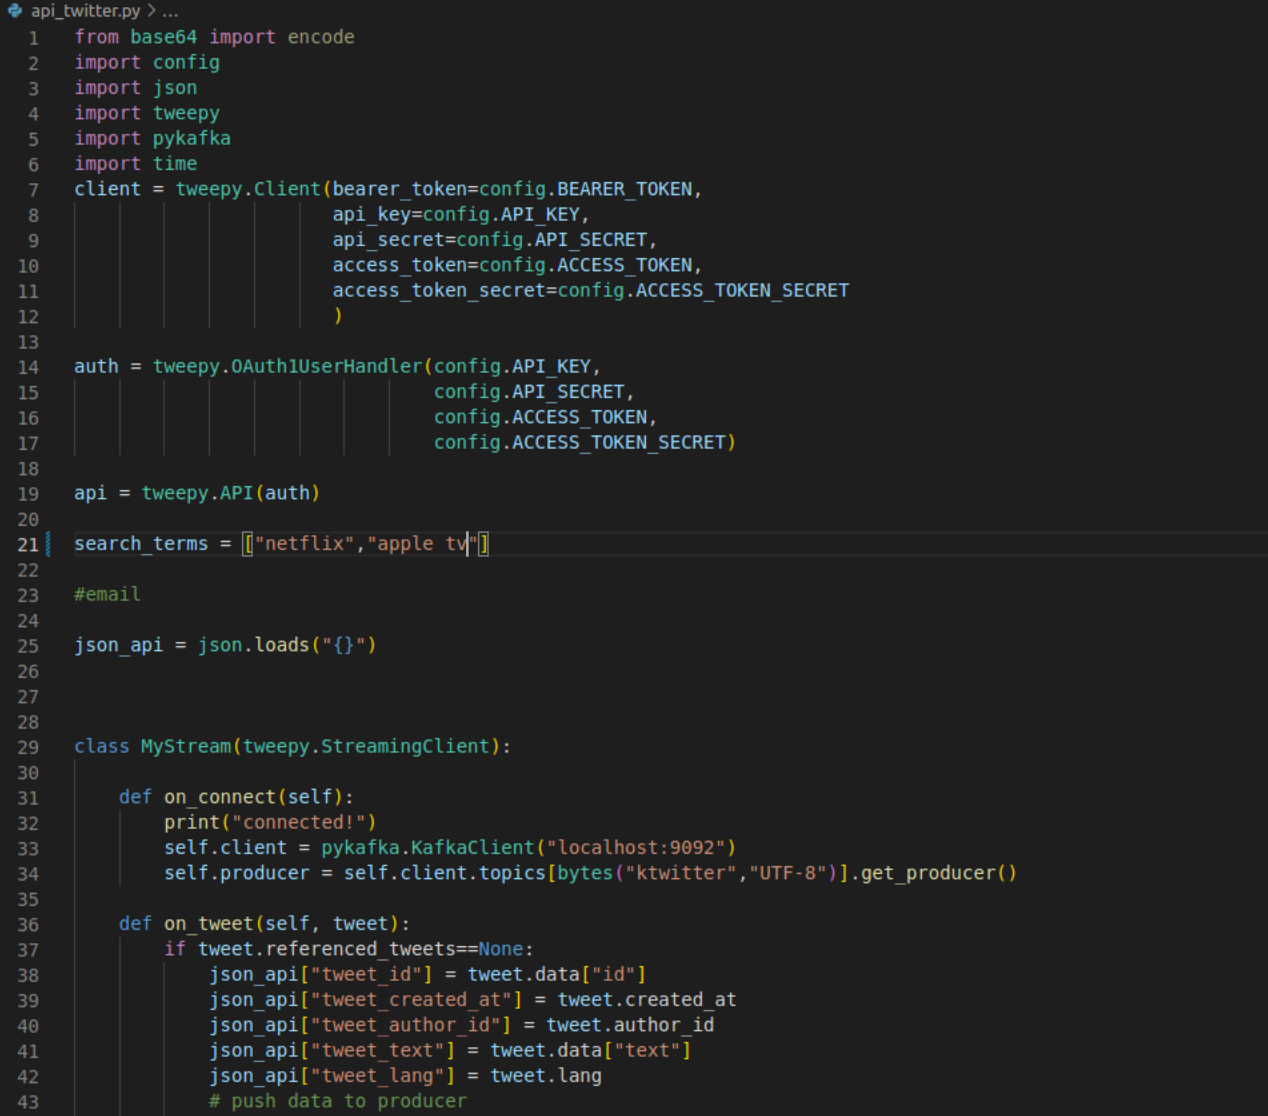 api_twitter.py > ...
1 from base64 import encode
2 import config
3 import json
4 import tweepy
5 import pykafka
6 import time
7 client = tweepy.Client(bearer_token=config.BEARER_TOKEN,
8                        api_key=config.API_KEY,
9                        api_secret=config.API_SECRET,
10                        access_token=config.ACCESS_TOKEN,
11                        access_token_secret=config.ACCESS_TOKEN_SECRET
12                        )
13
14 auth = tweepy.OAuth1UserHandler(config.API_KEY,
15                                 config.API_SECRET,
16                                 config.ACCESS_TOKEN,
17                                 config.ACCESS_TOKEN_SECRET)
18
19 api = tweepy.API(auth)
20
21 search_terms = ["netflix","apple tv"]
22
23 #email
24
25 json_api = json.loads("{}")
26
27
28
29 class MyStream(tweepy.StreamingClient):
30
31     def on_connect(self):
32         print("connected!")
33         self.client = pykafka.KafkaClient("localhost:9092")
34         self.producer = self.client.topics[bytes("ktwitter","UTF-8")].get_producer()
35
36     def on_tweet(self, tweet):
37         if tweet.referenced_tweets==None:
38             json_api["tweet_id"] = tweet.data["id"]
39             json_api["tweet_created_at"] = tweet.created_at
40             json_api["tweet_author_id"] = tweet.author_id
41             json_api["tweet_text"] = tweet.data["text"]
42             json_api["tweet_lang"] = tweet.lang
43             # push data to producer